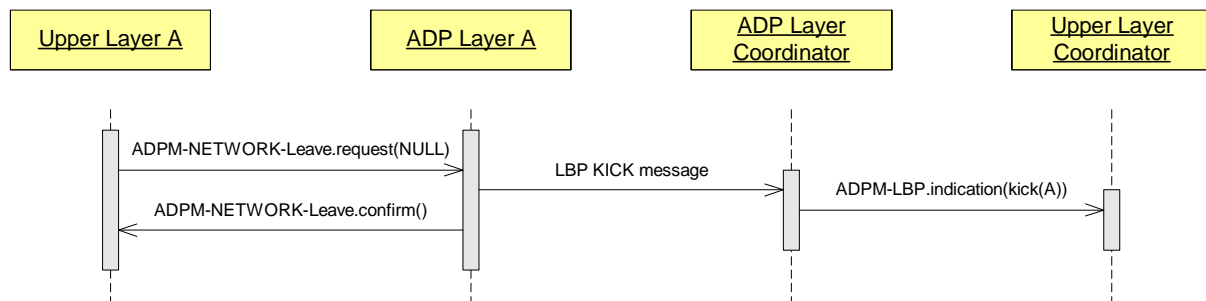 Upper Layer A
ADP Layer A
ADP Layer
Coordinator
Upper Layer
Coordinator
ADPM-NETWORK-Leave.request(NULL)
LBP KICK message
ADPM-LBP.indication(kick(A))
ADPM-NETWORK-Leave.confirm()